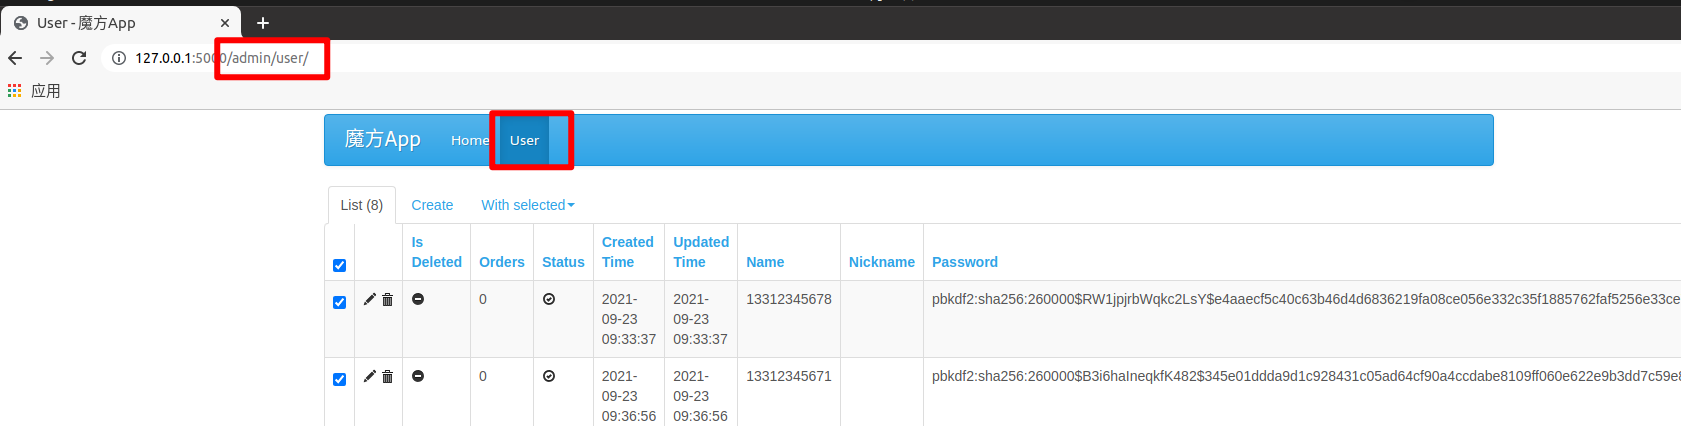 User - 魔方App
127.0.0.1:5000/admin/user/
应用
魔方App Home User
List (8) Create With selected
Is Deleted Orders Status Created Time Updated Time Name Nickname Password
0 2021-09-23 09:33:37 2021-09-23 09:33:37 13312345678 pbkdf2:sha256:260000$RW1jpjrbWqkc2LsY$e4aaecf5c40c63b46d4d6836219fa08ce056e332c35f1885762faf5256e33ce
0 2021-09-23 09:36:56 2021-09-23 09:36:56 13312345671 pbkdf2:sha256:260000$B3i6haIneqkfK482$345e01ddda9d1c928431c05ad64cf90a4ccdabe8109ff060e622e9b3dd7c59e8